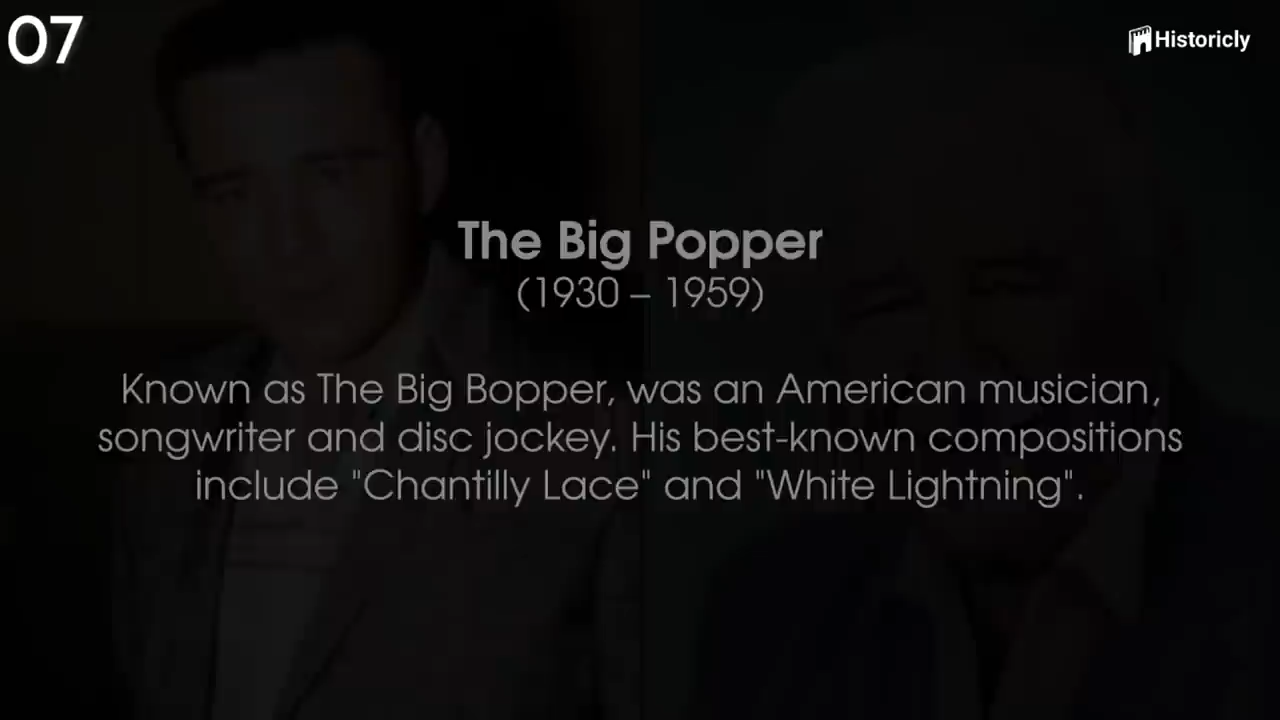 07
Historicly
The Big Popper
(1930 – 1959)
Known as The Big Bopper, was an American musician,
songwriter and disc jockey. His best-known compositions
include "Chantilly Lace" and "White Lightning".